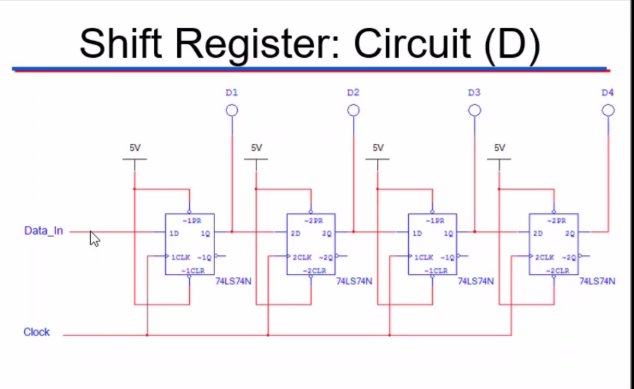 Shift Register: Circuit (D)
D1 D2 D3 D4
5V 5V 5V 5V
~1PR ~2PR ~1PR ~2PR
Data_In 1D 1Q 2D 2Q 1D 1Q 2D 2Q
1CLK ~1Q 2CLK ~2Q 1CLK ~1Q 2CLK ~2Q
~1CLR ~2CLR ~1CLR ~2CLR
74LS74N 74LS74N 74LS74N 74LS74N
Clock